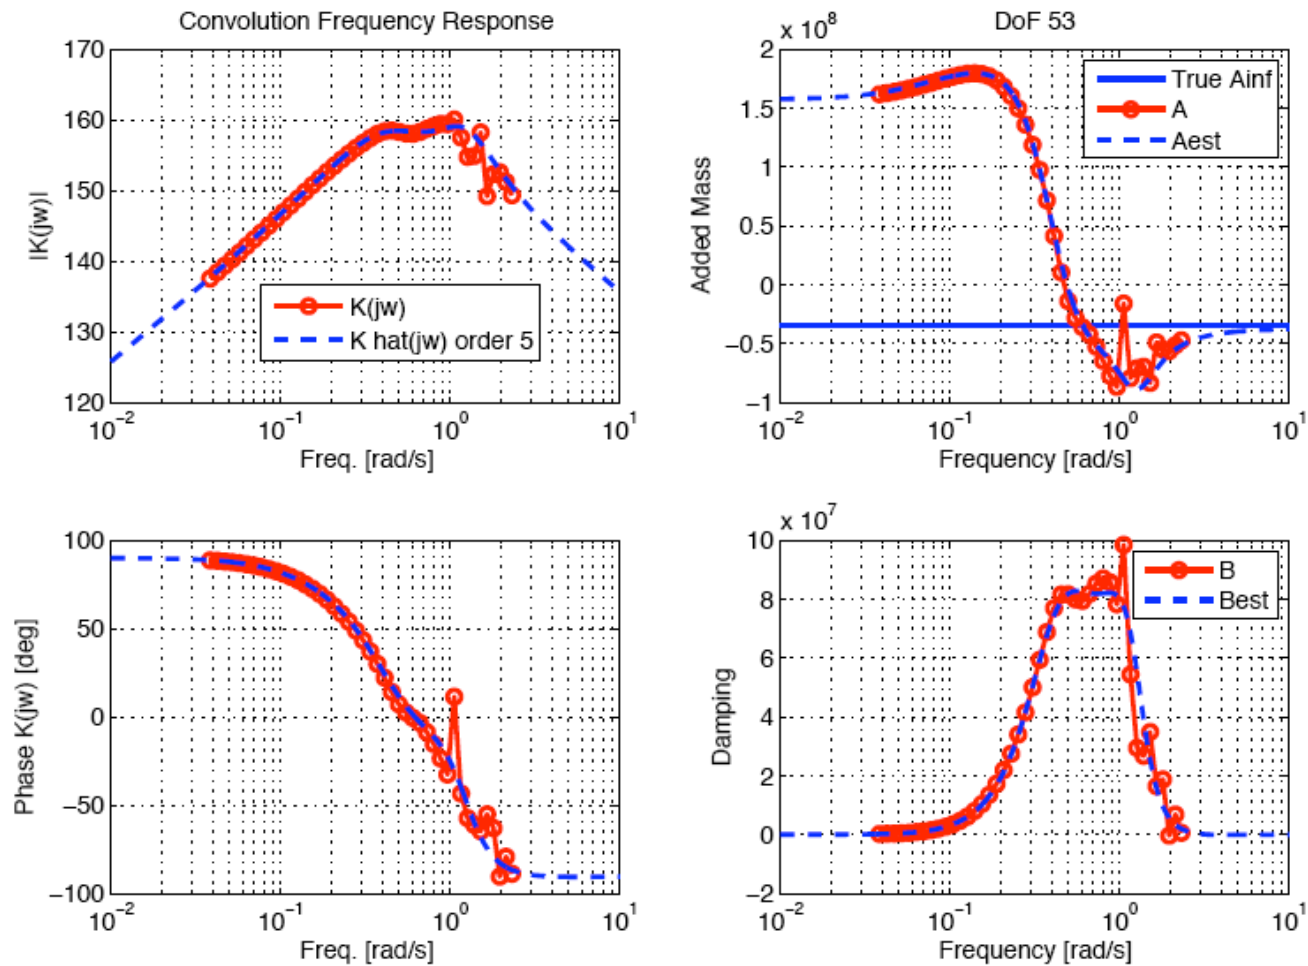 Convolution Frequency Response
170
160
150
140
130
120
|K(jw)|
K(jw)
K hat(jw) order 5
10^-2
10^-1
10^0
10^1
Freq. [rad/s]
DoF 53
x 10^8
2
1.5
1
0.5
0
-0.5
-1
Added Mass
True Ainf
A
Aest
10^-2
10^-1
10^0
10^1
Frequency [rad/s]
100
50
0
-50
-100
Phase K(jw) [deg]
10^-2
10^-1
10^0
10^1
Freq. [rad/s]
x 10^7
10
8
6
4
2
0
-2
Damping
B
Best
10^-2
10^-1
10^0
10^1
Frequency [rad/s]